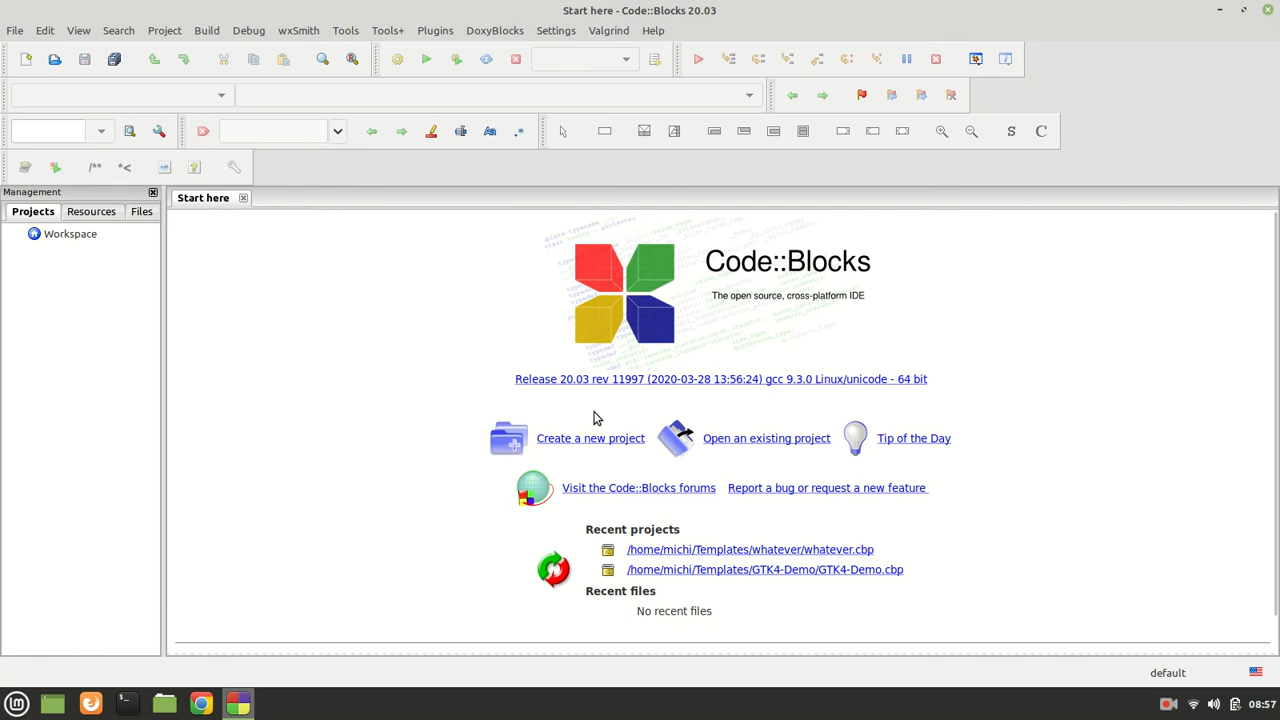 Start here - Code::Blocks 20.03
File Edit View Search Project Build Debug wxSmith Tools Tools+ Plugins DoxyBlocks Settings Valgrind Help
/** *<
S C
Management
Projects Resources Files
Workspace
Start here
Code::Blocks
The open source, cross-platform IDE
Release 20.03 rev 11997 (2020-03-28 13:56:24) gcc 9.3.0 Linux/unicode - 64 bit
Create a new project Open an existing project Tip of the Day
Visit the Code::Blocks forums Report a bug or request a new feature
Recent projects
/home/michi/Templates/whatever/whatever.cbp
/home/michi/Templates/GTK4-Demo/GTK4-Demo.cbp
Recent files
No recent files
default
08:57